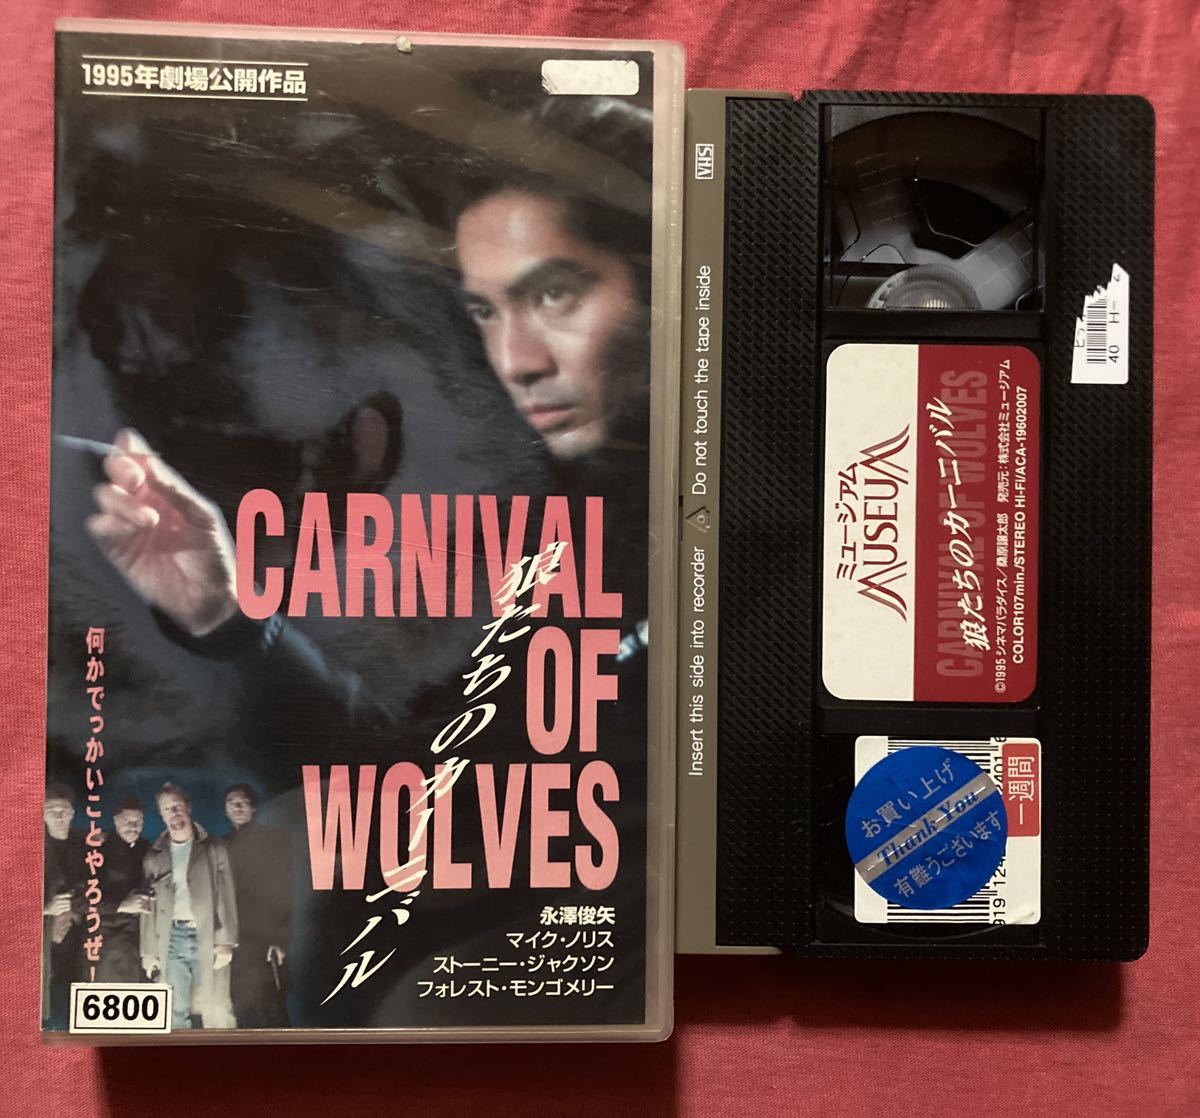 1995年劇場公開作品
CARNIVAL
OF
WOLVES
狼たちのカーニバル
何かでっかいことやろうぜ!
永澤俊矢
マイク・ノリス
ストーニー・ジャクソン
フォレスト・モンゴメリー
6800
VHS
Insert this side into recorder
Do not touch the tape inside
ミュージアム
MUSEUM
CARNIVAL OF WOLVES
狼たちのカーニバル
©1995 シネマパラダイス/桑原譲太郎 発売元:株式会社ミュージアム
COLOR107min./STEREO HI-Fi/ACA-19602007
40 H-
一週間
お買い上げ
Thank You
有難うございます